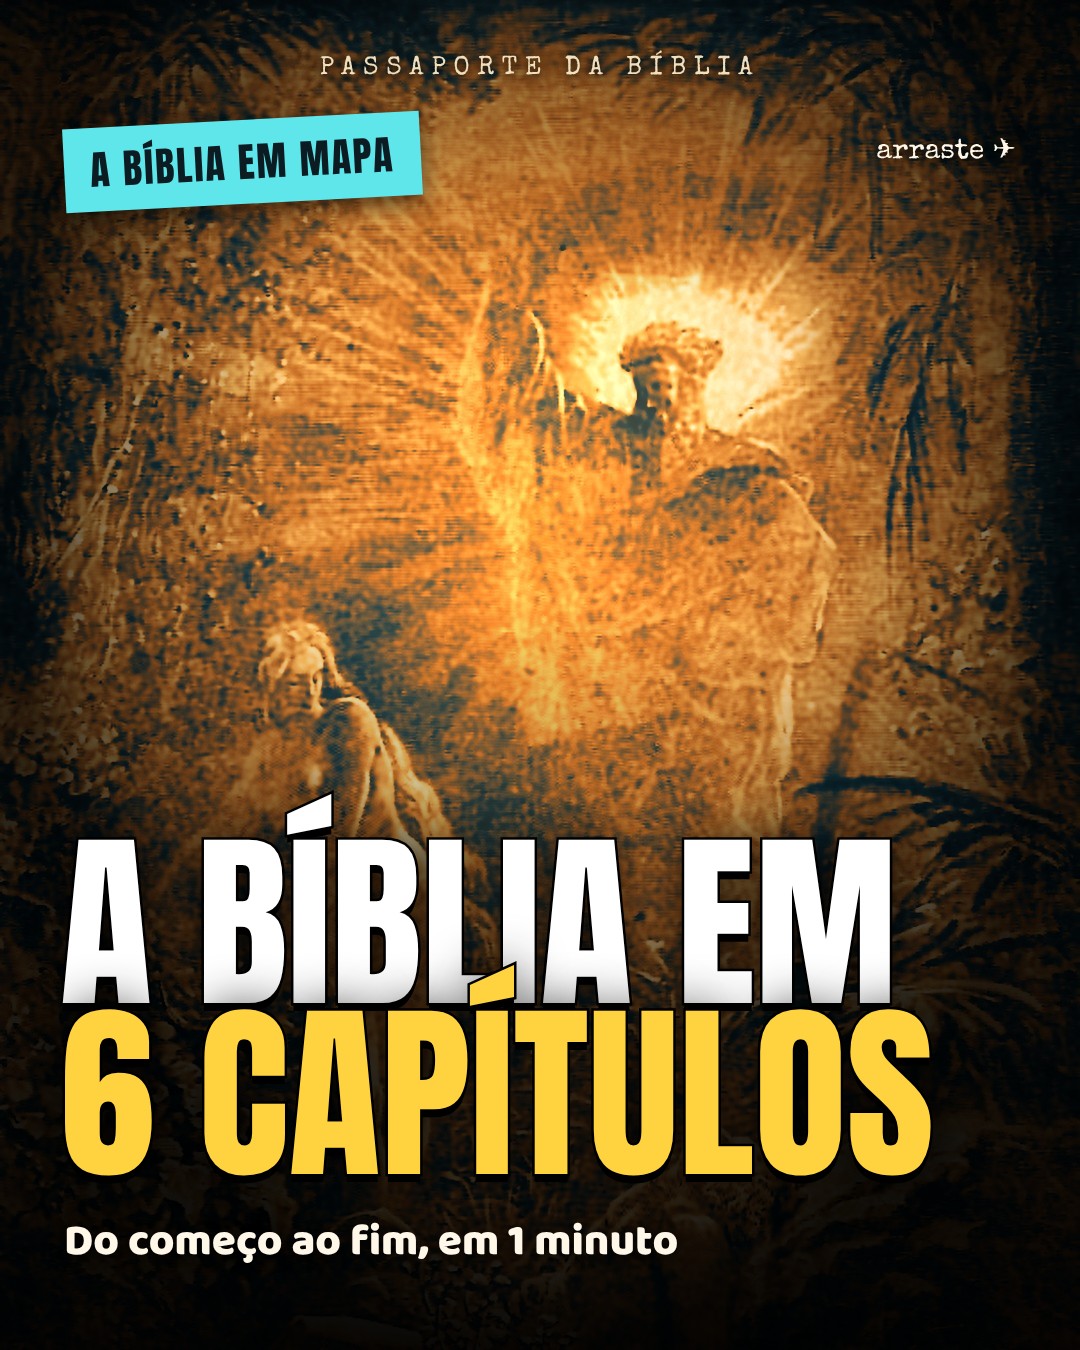 PASSAPORTE DA BÍBLIA
A BÍBLIA EM MAPA
arraste ✈
A BÍBLIA EM
6 CAPÍTULOS
Do começo ao fim, em 1 minuto